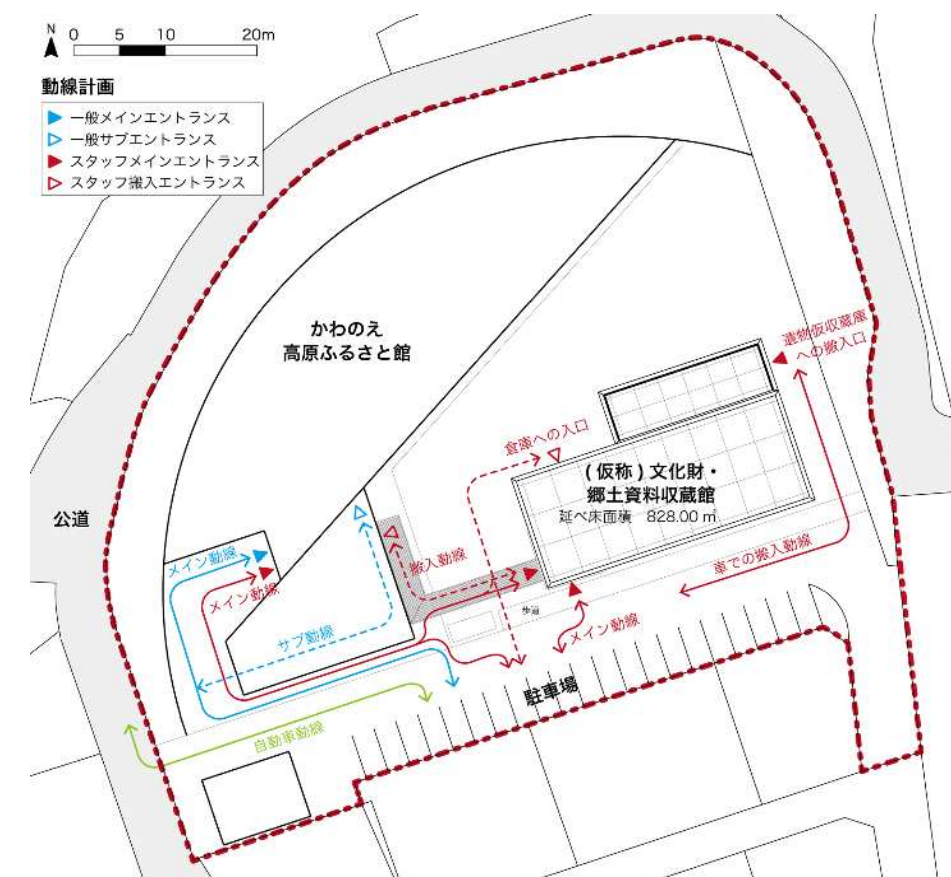 N
0 5 10 20m
動線計画
一般メインエントランス
一般サブエントランス
スタッフメインエントランス
スタッフ搬入エントランス
かわのえ
高原ふるさと館
遺物仮収蔵庫
への搬入口
倉庫への入口
(仮称)文化財・
郷土資料収蔵館
延べ床面積 828.00㎡
公道
メイン動線
メイン動線
搬入動線
車での搬入動線
歩道
サブ動線
メイン動線
駐車場
自動車動線